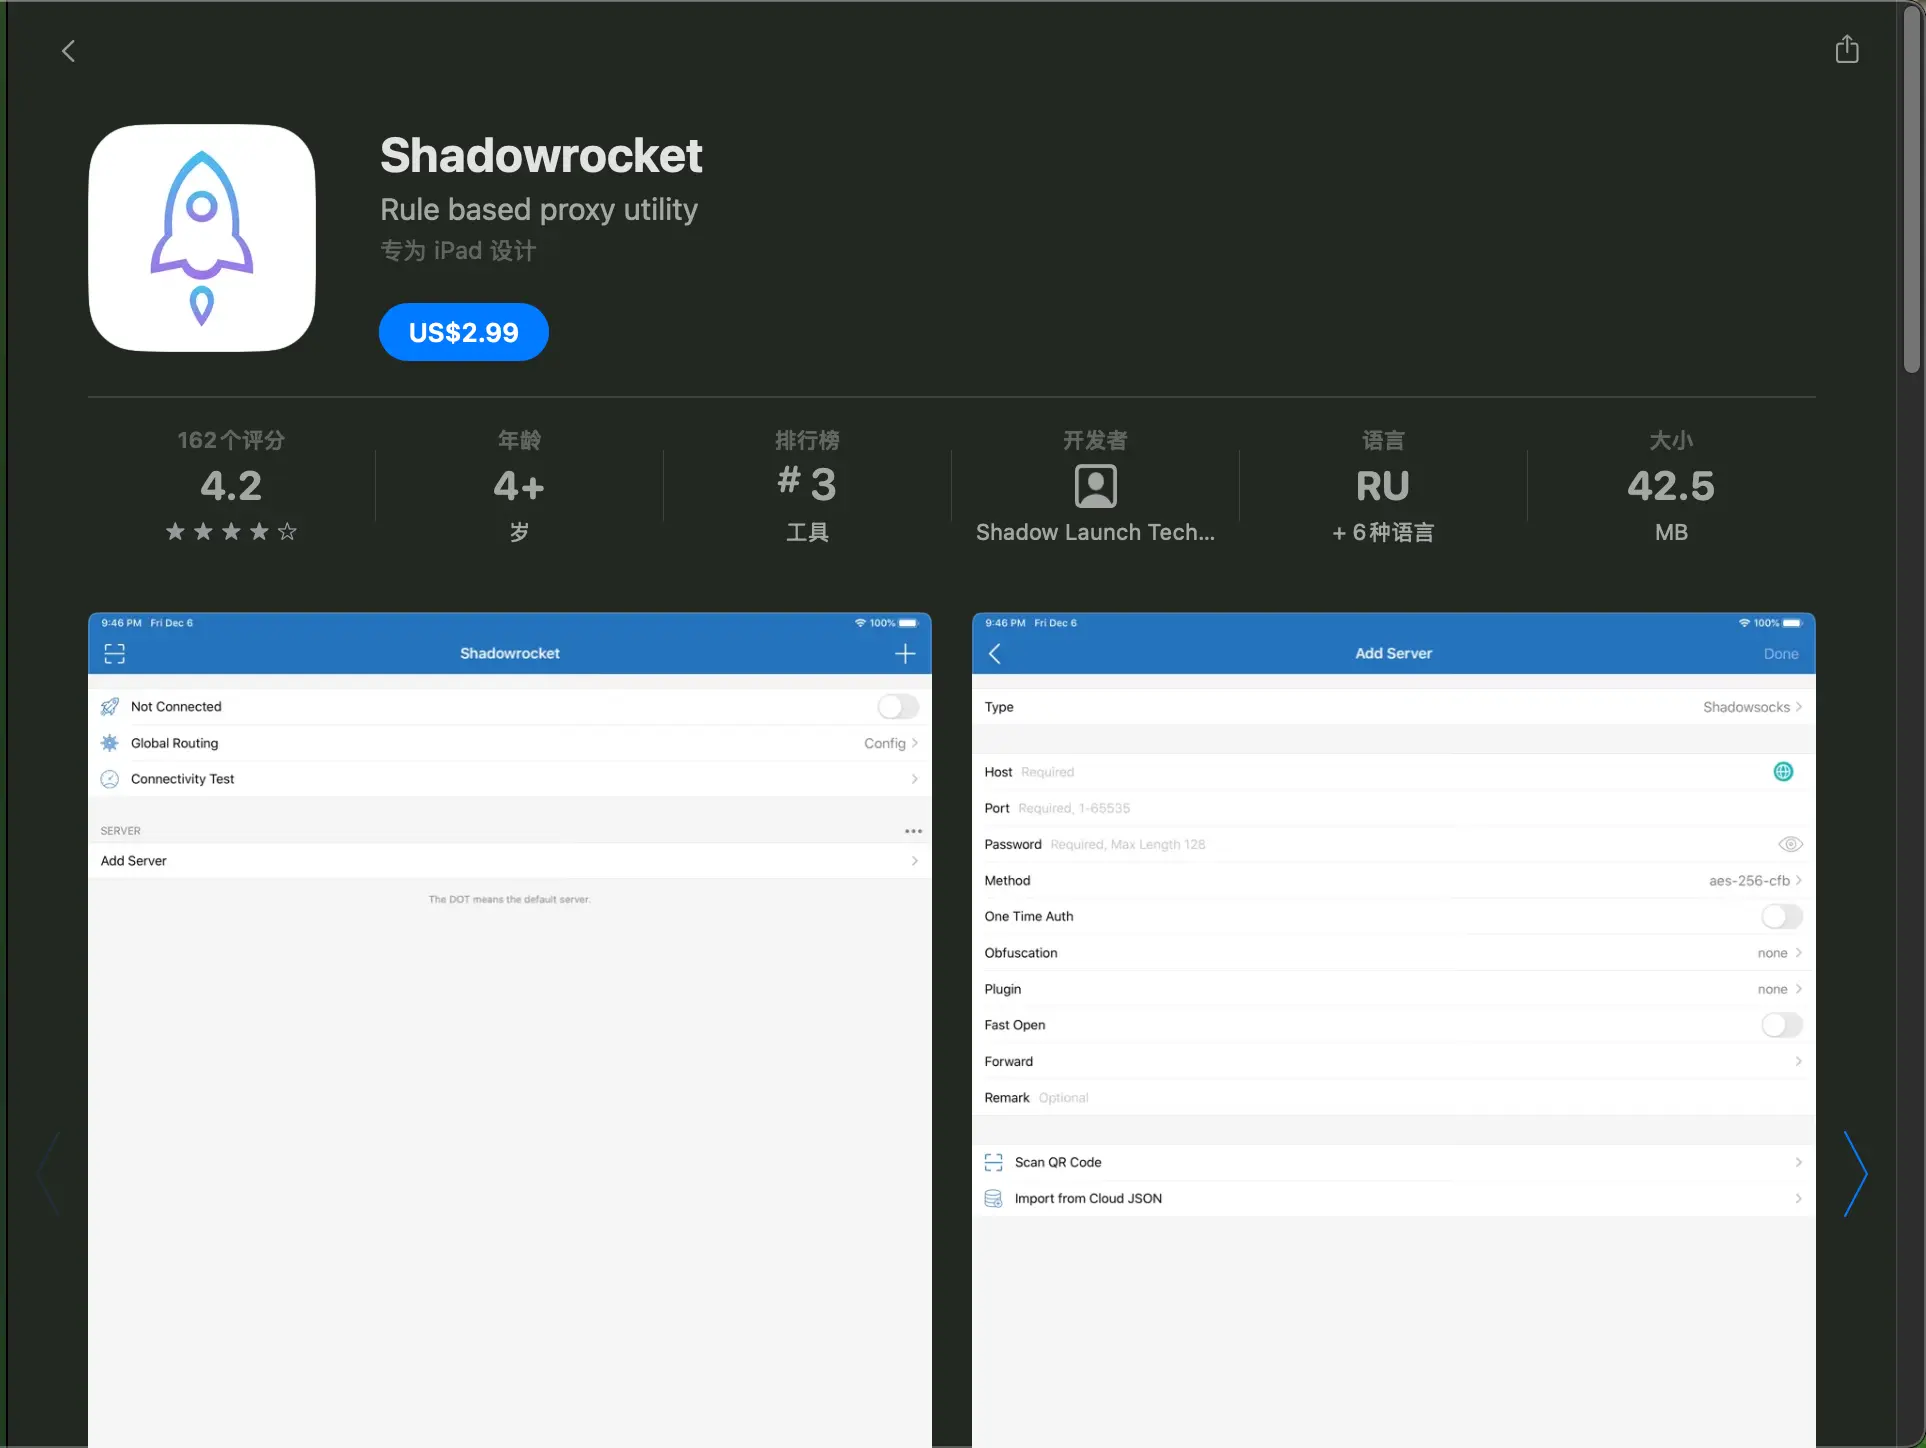 Shadowrocket
Rule based proxy utility
专为 iPad 设计
US$2.99
162个评分
4.2
年龄
4+
岁
排行榜
#3
工具
开发者
Shadow Launch Tech...
语言
RU
+ 6种语言
大小
42.5
MB
9:46 PM Fri Dec 6
100%
Shadowrocket
Not Connected
Global Routing
Config
Connectivity Test
SERVER
Add Server
The DOT means the default server.
9:46 PM Fri Dec 6
100%
Add Server
Done
Type
Shadowsocks
Host Required
Port Required, 1-65535
Password Required, Max Length 128
Method
aes-256-cfb
One Time Auth
Obfuscation
none
Plugin
none
Fast Open
Forward
Remark Optional
Scan QR Code
Import from Cloud JSON